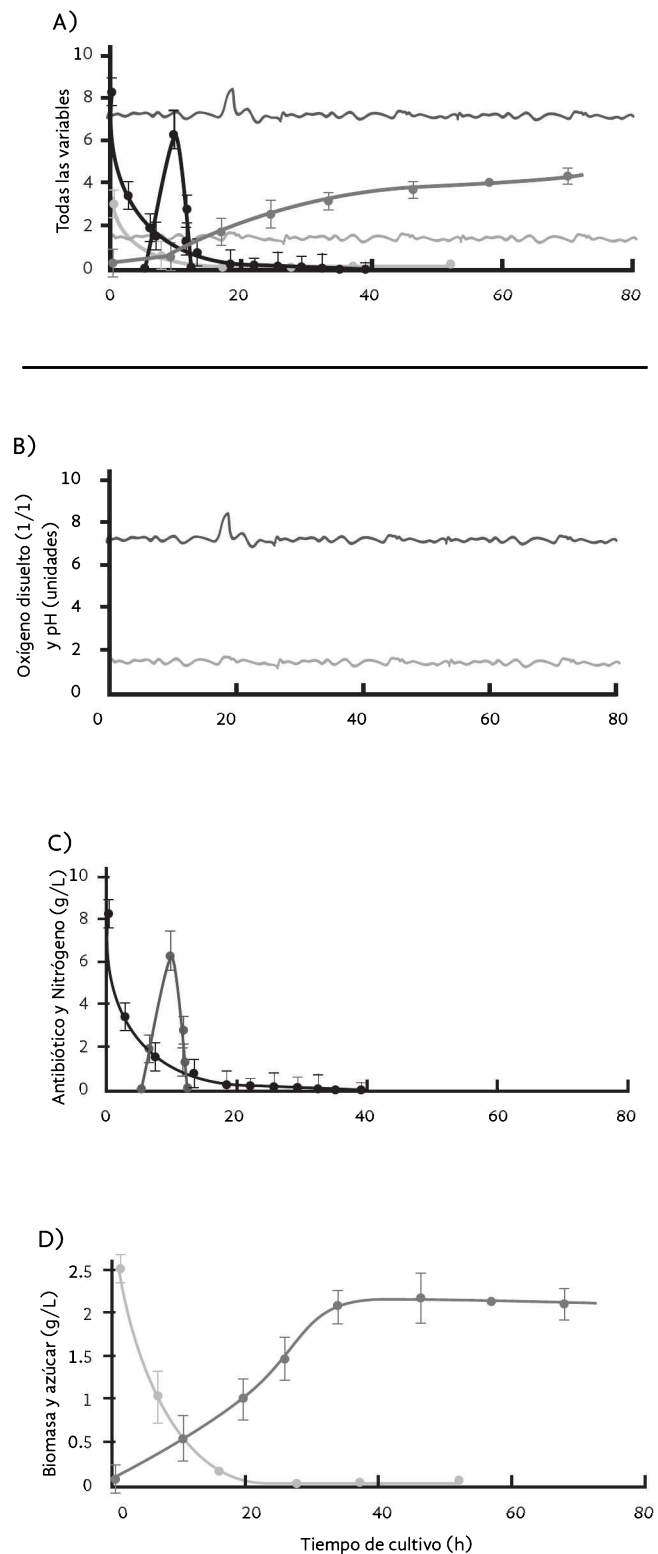 A)
Todas las variables
10
8
6
4
2
0
0 20 40 60 80
B)
Oxígeno disuelto (1/1)
y pH (unidades)
10
8
6
4
2
0
0 20 40 60 80
C)
Antibiótico y Nitrógeno (g/L)
10
8
6
4
2
0
0 20 40 60 80
D)
Biomasa y azúcar (g/L)
2.5
2
1.5
1
0.5
0
0 20 40 60 80
Tiempo de cultivo (h)